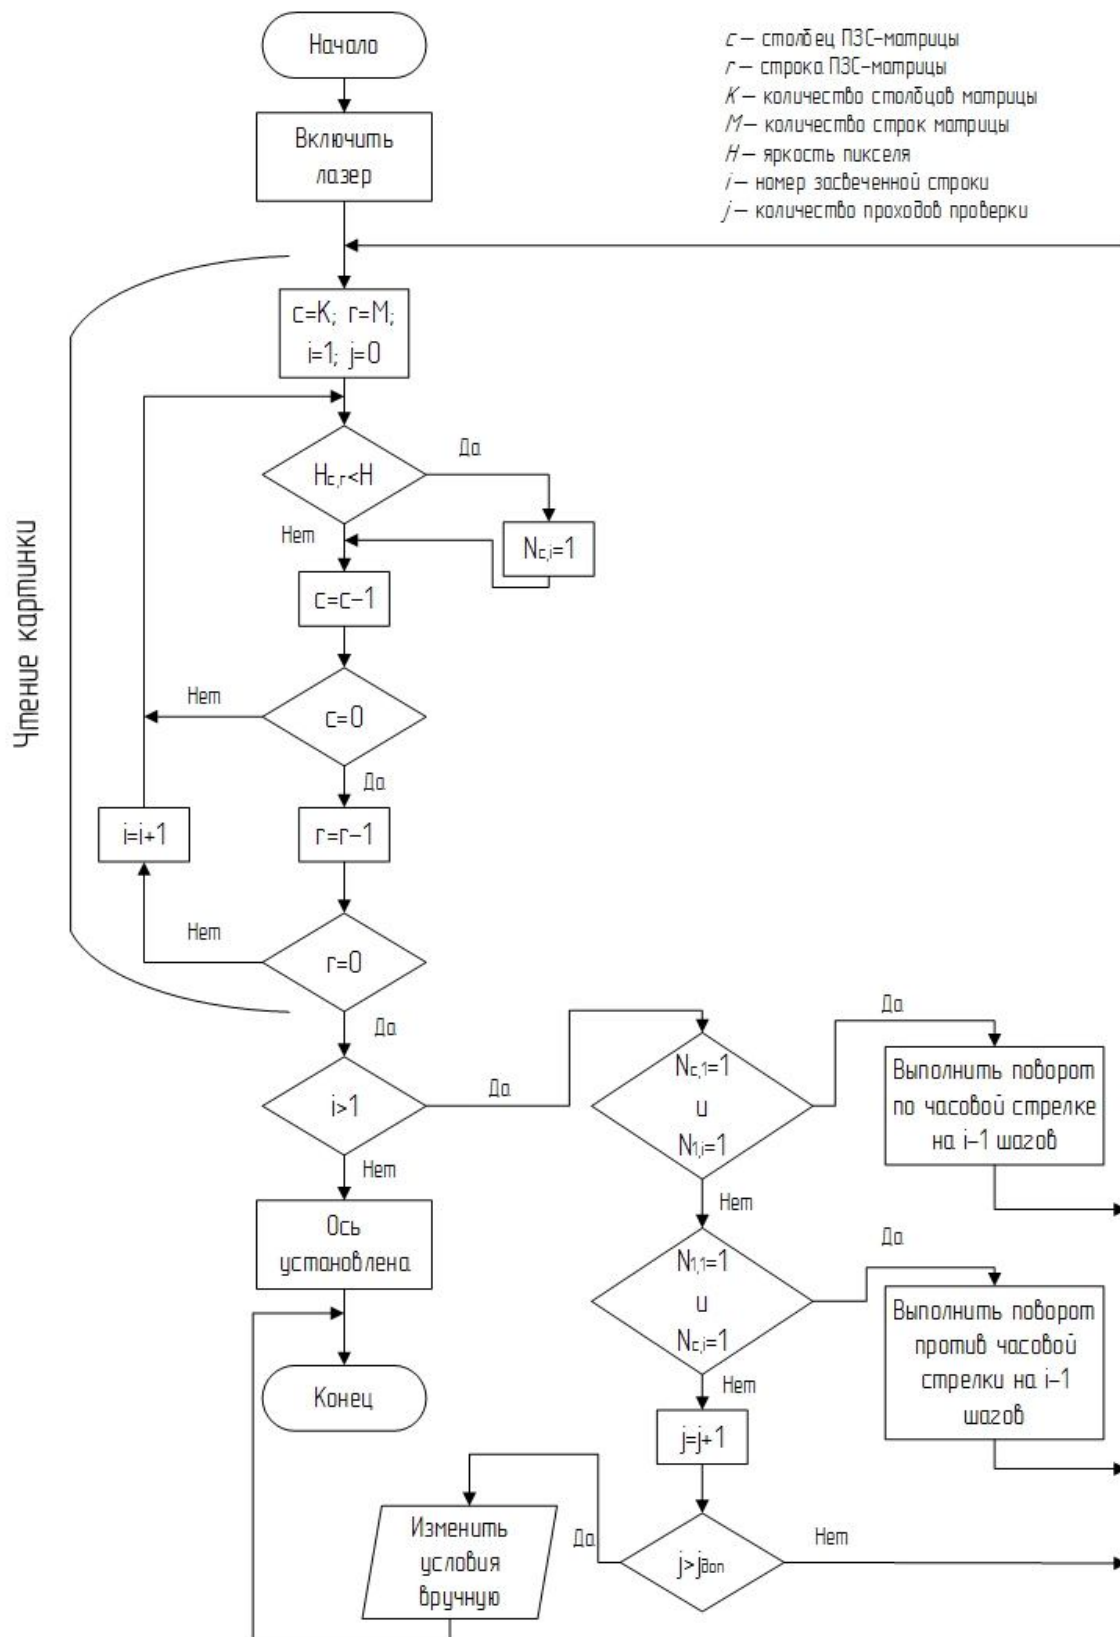 Начало
c – столбец ПЗС-матрицы
r – строка ПЗС-матрицы
K – количество столбцов матрицы
M – количество строк матрицы
H – яркость пикселя
i – номер засвеченной строки
j – количество проходов проверки
Включить
лазер
Чтение картинки
c=K; r=M;
i=1; j=0
Hc,r<H
Да
Нет
Nc,i=1
c=c-1
Нет
c=0
Да
i=i+1
r=r-1
Нет
r=0
Да
i>1
Да
Нет
Nc,1=1
и
N1,i=1
Да
Выполнить поворот
по часовой стрелке
на i-1 шагов
Нет
Ось
установлена
N1,1=1
и
Nc,i=1
Да
Выполнить поворот
против часовой
стрелки на i-1
шагов
Нет
Конец
j=j+1
Изменить
условия
вручную
Да
j>jдоп
Нет